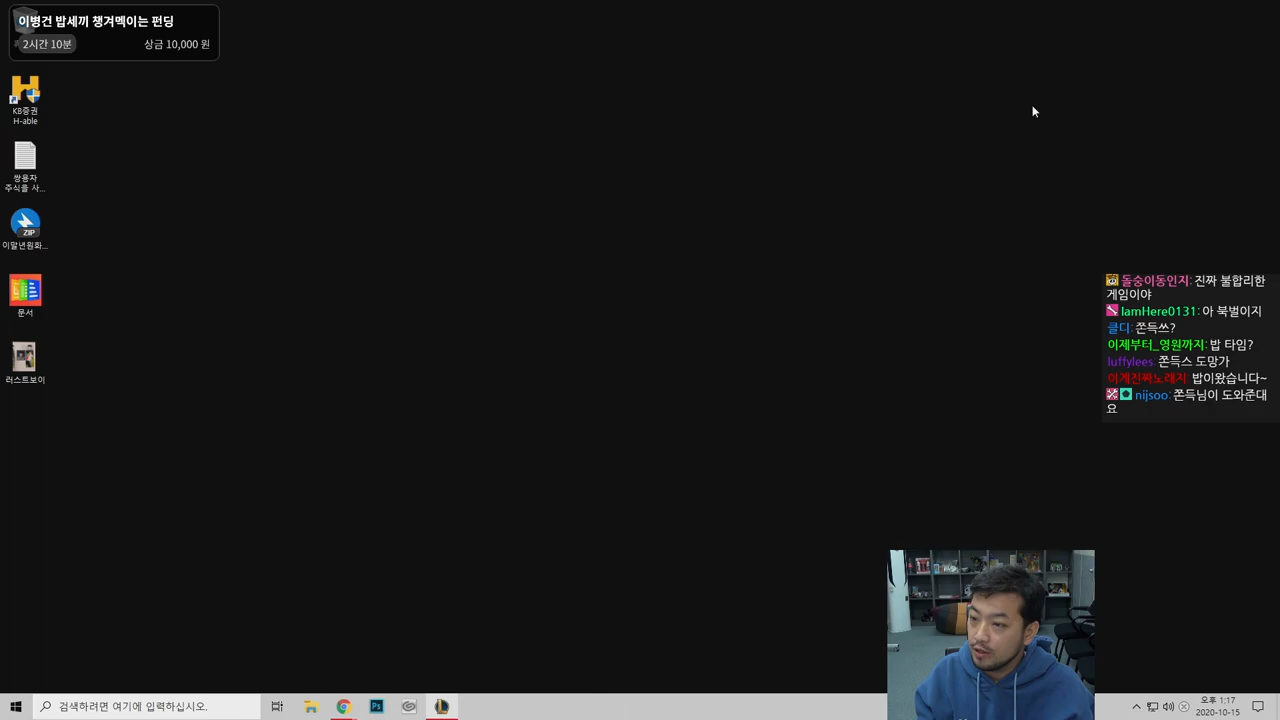 이병건 밥세끼 챙겨멕이는 펀딩
2시간 10분
상금 10,000 원
KB증권
H-able
쌍용자
주식을 사...
ZIP
이말년원화...
문서
러스트보이
돌숭이동인지: 진짜 불합리한
게임이야
IamHere0131: 아 북벌이지
클디: 쫀득쓰?
이제부터_영원까지: 밥 타임?
luffylees: 쫀득스 도망가
이게진짜노래지: 밥이왔습니다~
nijsoo: 쫀득님이 도와준대
요
검색하려면 여기에 입력하십시오.
Ps
오후 1:17
2020-10-15